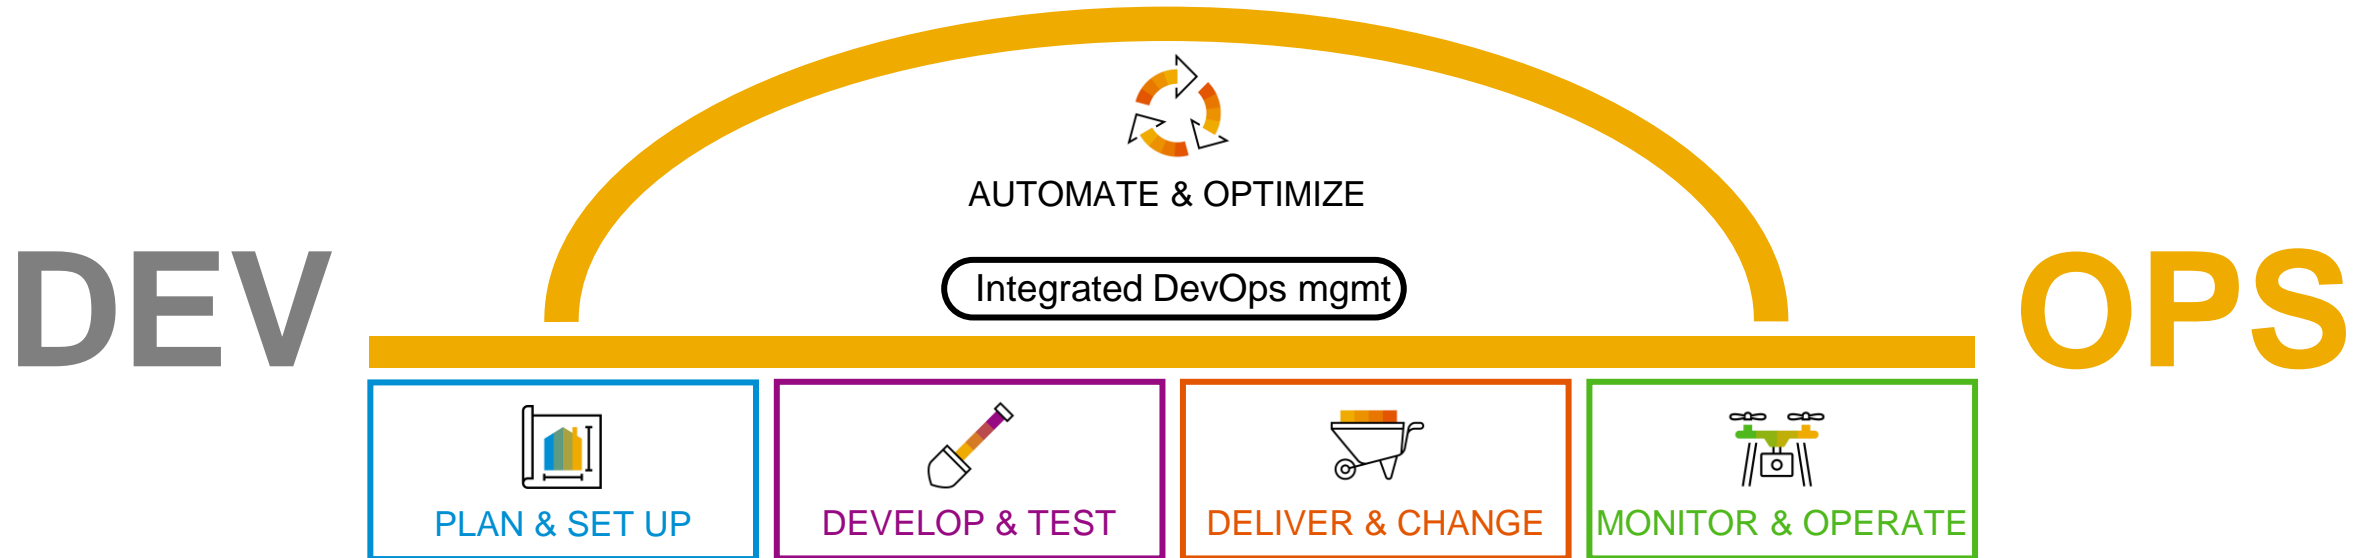 AUTOMATE & OPTIMIZE
DEV
Integrated DevOps mgmt
OPS
PLAN & SET UP
DEVELOP & TEST
DELIVER & CHANGE
MONITOR & OPERATE